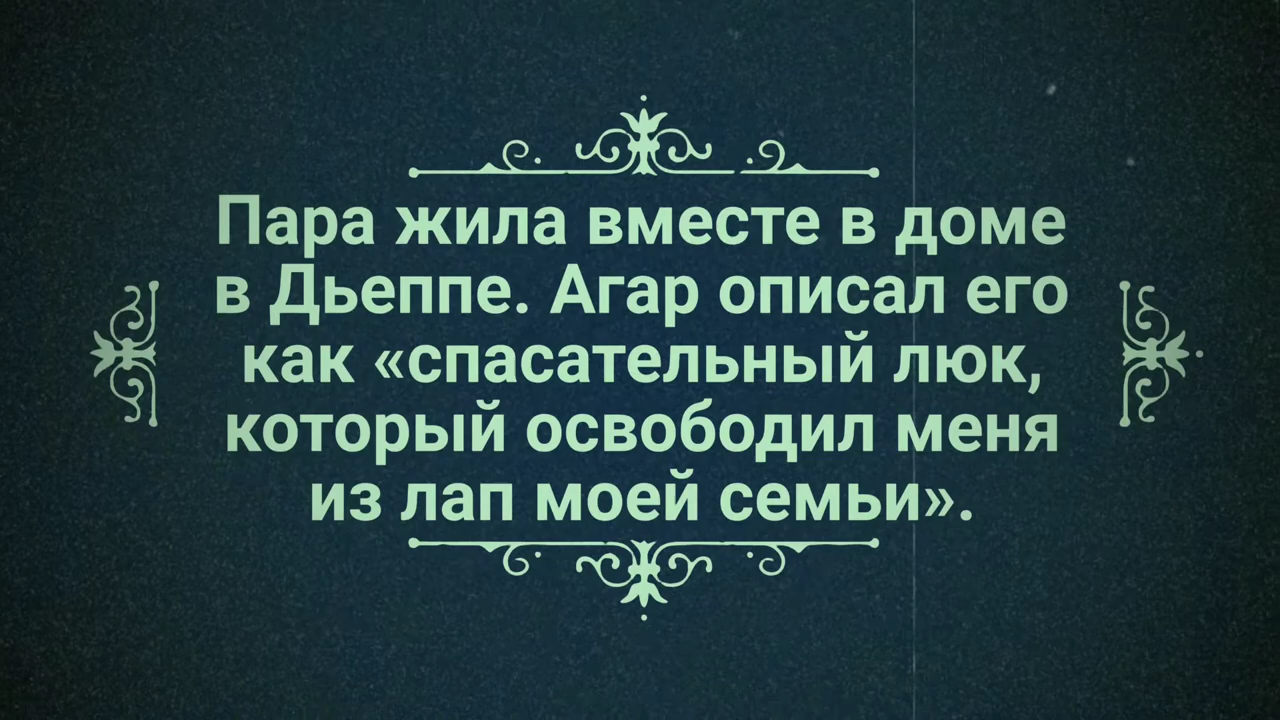 Пара жила вместе в доме
в Дьеппе. Агар описал его
как «спасательный люк,
который освободил меня
из лап моей семьи».